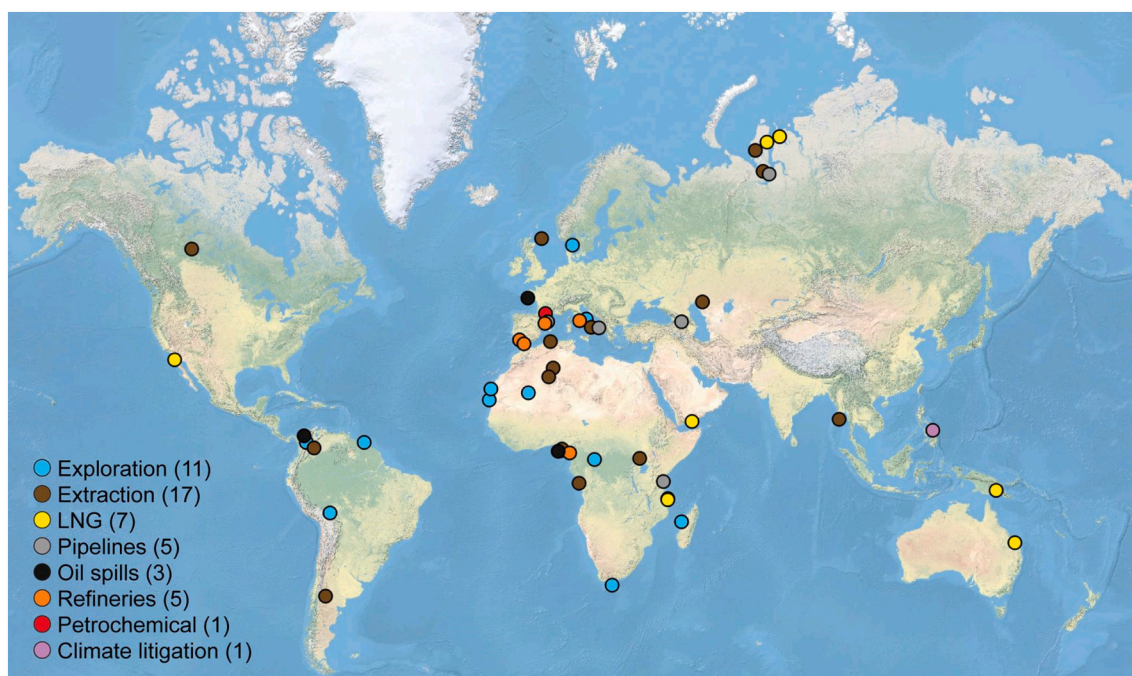 Exploration (11)
Extraction (17)
LNG (7)
Pipelines (5)
Oil spills (3)
Refineries (5)
Petrochemical (1)
Climate litigation (1)